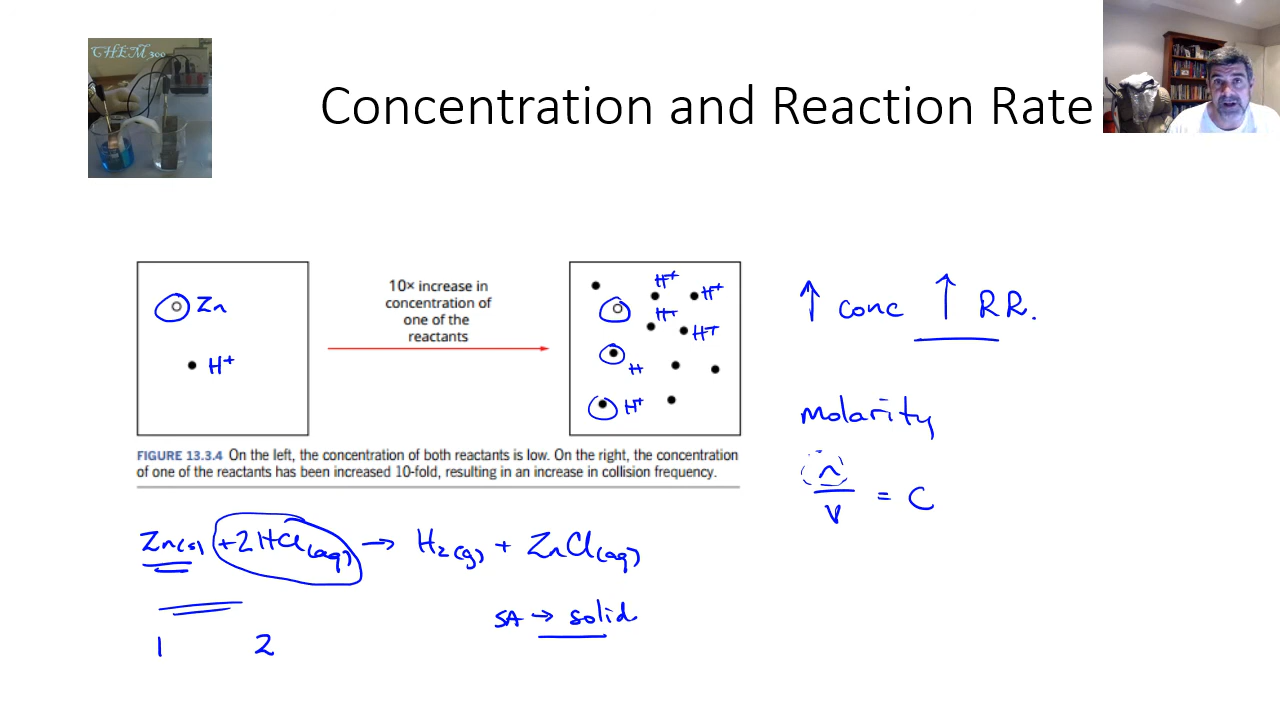 CHEM 300
Concentration and Reaction Rate
Zn
H+
10× increase in
concentration of
one of the
reactants
H+
H+
H+
H+
H
H+
↑ conc ↑ RR.
molarity
n
V
= C
FIGURE 13.3.4 On the left, the concentration of both reactants is low. On the right, the concentration
of one of the reactants has been increased 10-fold, resulting in an increase in collision frequency.
Zn(s) + 2HCl(aq) → H2(g) + ZnCl(aq)
SA → solid
1 2